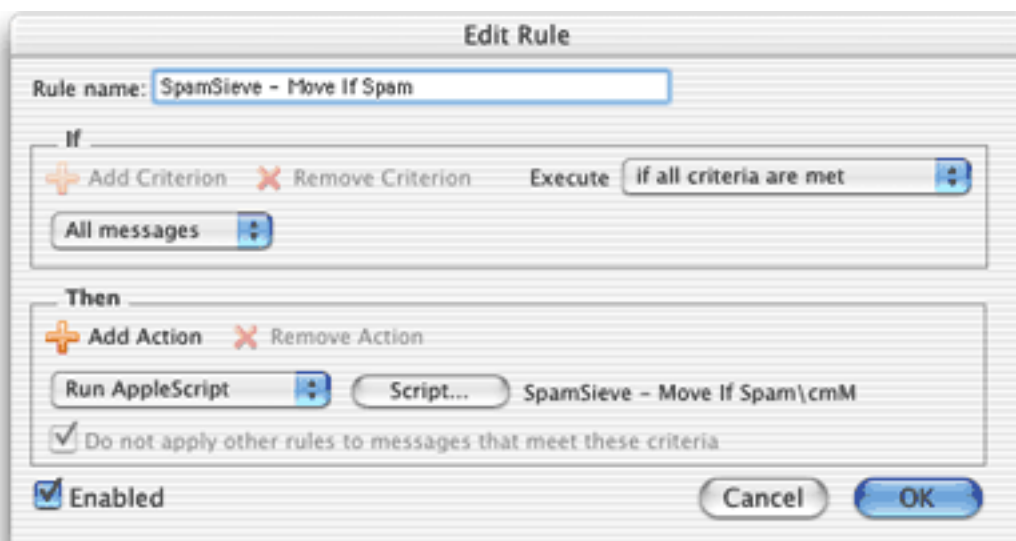 Edit Rule
Rule name: SpamSieve - Move If Spam
If
Add Criterion Remove Criterion Execute if all criteria are met
All messages
Then
Add Action Remove Action
Run AppleScript Script... SpamSieve - Move If Spam\cmM
Do not apply other rules to messages that meet these criteria
Enabled Cancel OK